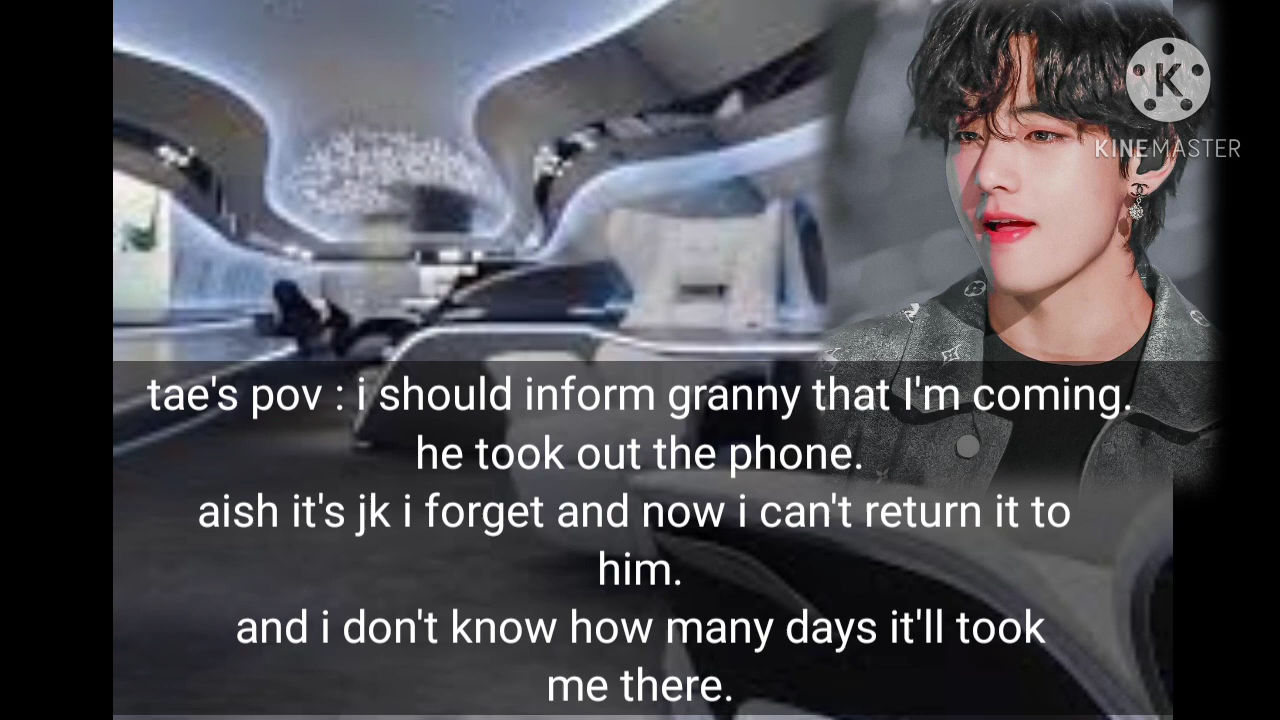 K
KINEMASTER
tae's pov : i should inform granny that I'm coming.
he took out the phone.
aish it's jk i forget and now i can't return it to
him.
and i don't know how many days it'll took
me there.